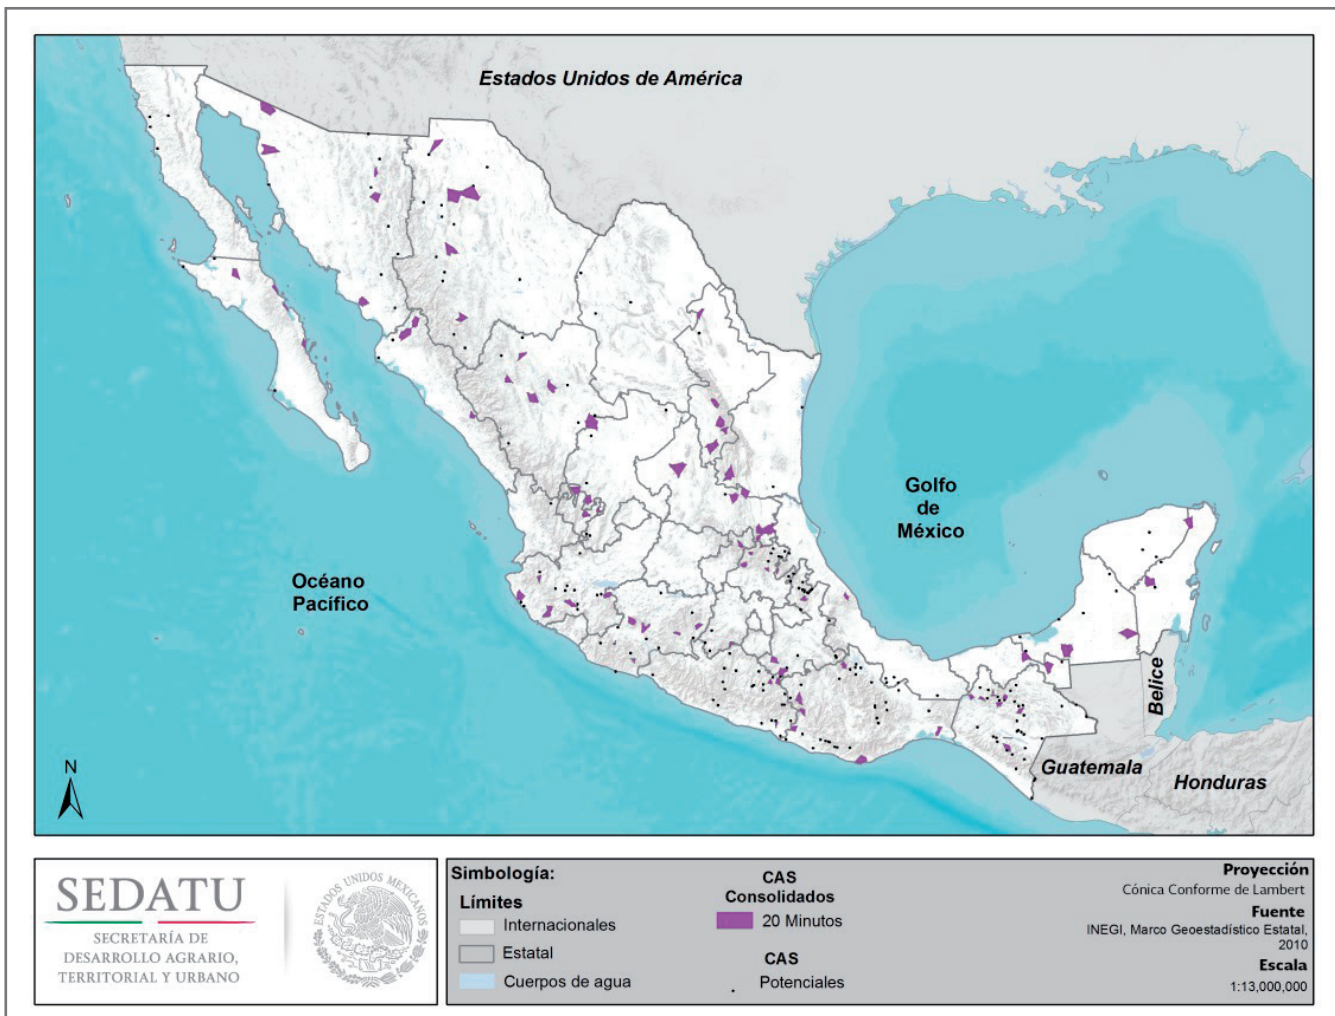 Estados Unidos de América
Golfo
de
México
Océano
Pacífico
Belice
Guatemala
Honduras
N
SEDATU
SECRETARÍA DE
DESARROLLO AGRARIO,
TERRITORIAL Y URBANO
ESTADOS UNIDOS MEXICANOS
Simbología:
Límites
Internacionales
Estatal
Cuerpos de agua
CAS
Consolidados
20 Minutos
CAS
Potenciales
Proyección
Cónica Conforme de Lambert
Fuente
INEGI, Marco Geoestadístico Estatal,
2010
Escala
1:13,000,000